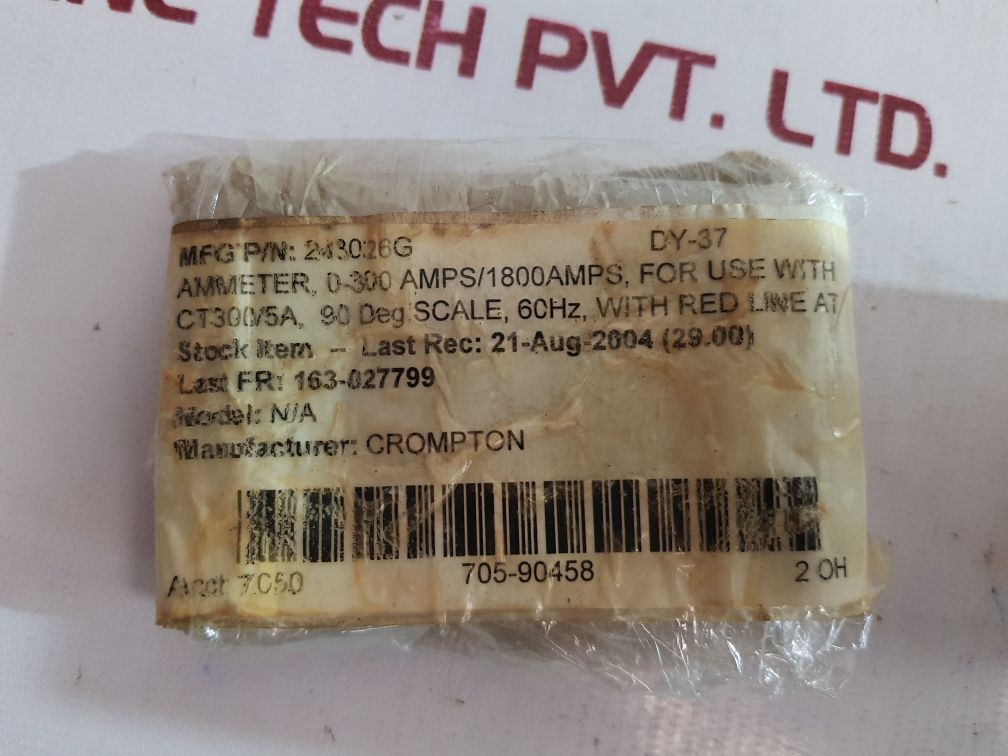 TECH PVT. LTD.
MFG P/N: 243026G DY-37
AMMETER, 0-300 AMPS/1800AMPS, FOR USE WITH
CT300/5A, 90 Deg SCALE, 60Hz, WITH RED LINE AT
Stock Item -- Last Rec: 21-Aug-2004 (29.00)
Last FR: 163-027799
Model: N/A
Manufacturer: CROMPTON
705-90458
Acct 7C50 2 OH